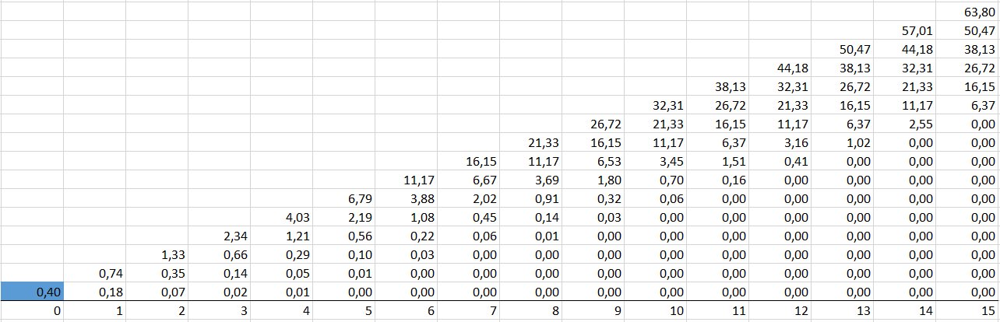 63,80
57,01 50,47
50,47 44,18 38,13
44,18 38,13 32,31 26,72
38,13 32,31 26,72 21,33 16,15
32,31 26,72 21,33 16,15 11,17 6,37
26,72 21,33 16,15 11,17 6,37 2,55 0,00
21,33 16,15 11,17 6,37 3,16 1,02 0,00 0,00
16,15 11,17 6,53 3,45 1,51 0,41 0,00 0,00 0,00
11,17 6,67 3,69 1,80 0,70 0,16 0,00 0,00 0,00 0,00
6,79 3,88 2,02 0,91 0,32 0,06 0,00 0,00 0,00 0,00 0,00
4,03 2,19 1,08 0,45 0,14 0,03 0,00 0,00 0,00 0,00 0,00 0,00
2,34 1,21 0,56 0,22 0,06 0,01 0,00 0,00 0,00 0,00 0,00 0,00 0,00
1,33 0,66 0,29 0,10 0,03 0,00 0,00 0,00 0,00 0,00 0,00 0,00 0,00 0,00
0,74 0,35 0,14 0,05 0,01 0,00 0,00 0,00 0,00 0,00 0,00 0,00 0,00 0,00 0,00
0,40 0,18 0,07 0,02 0,01 0,00 0,00 0,00 0,00 0,00 0,00 0,00 0,00 0,00 0,00 0,00
0 1 2 3 4 5 6 7 8 9 10 11 12 13 14 15